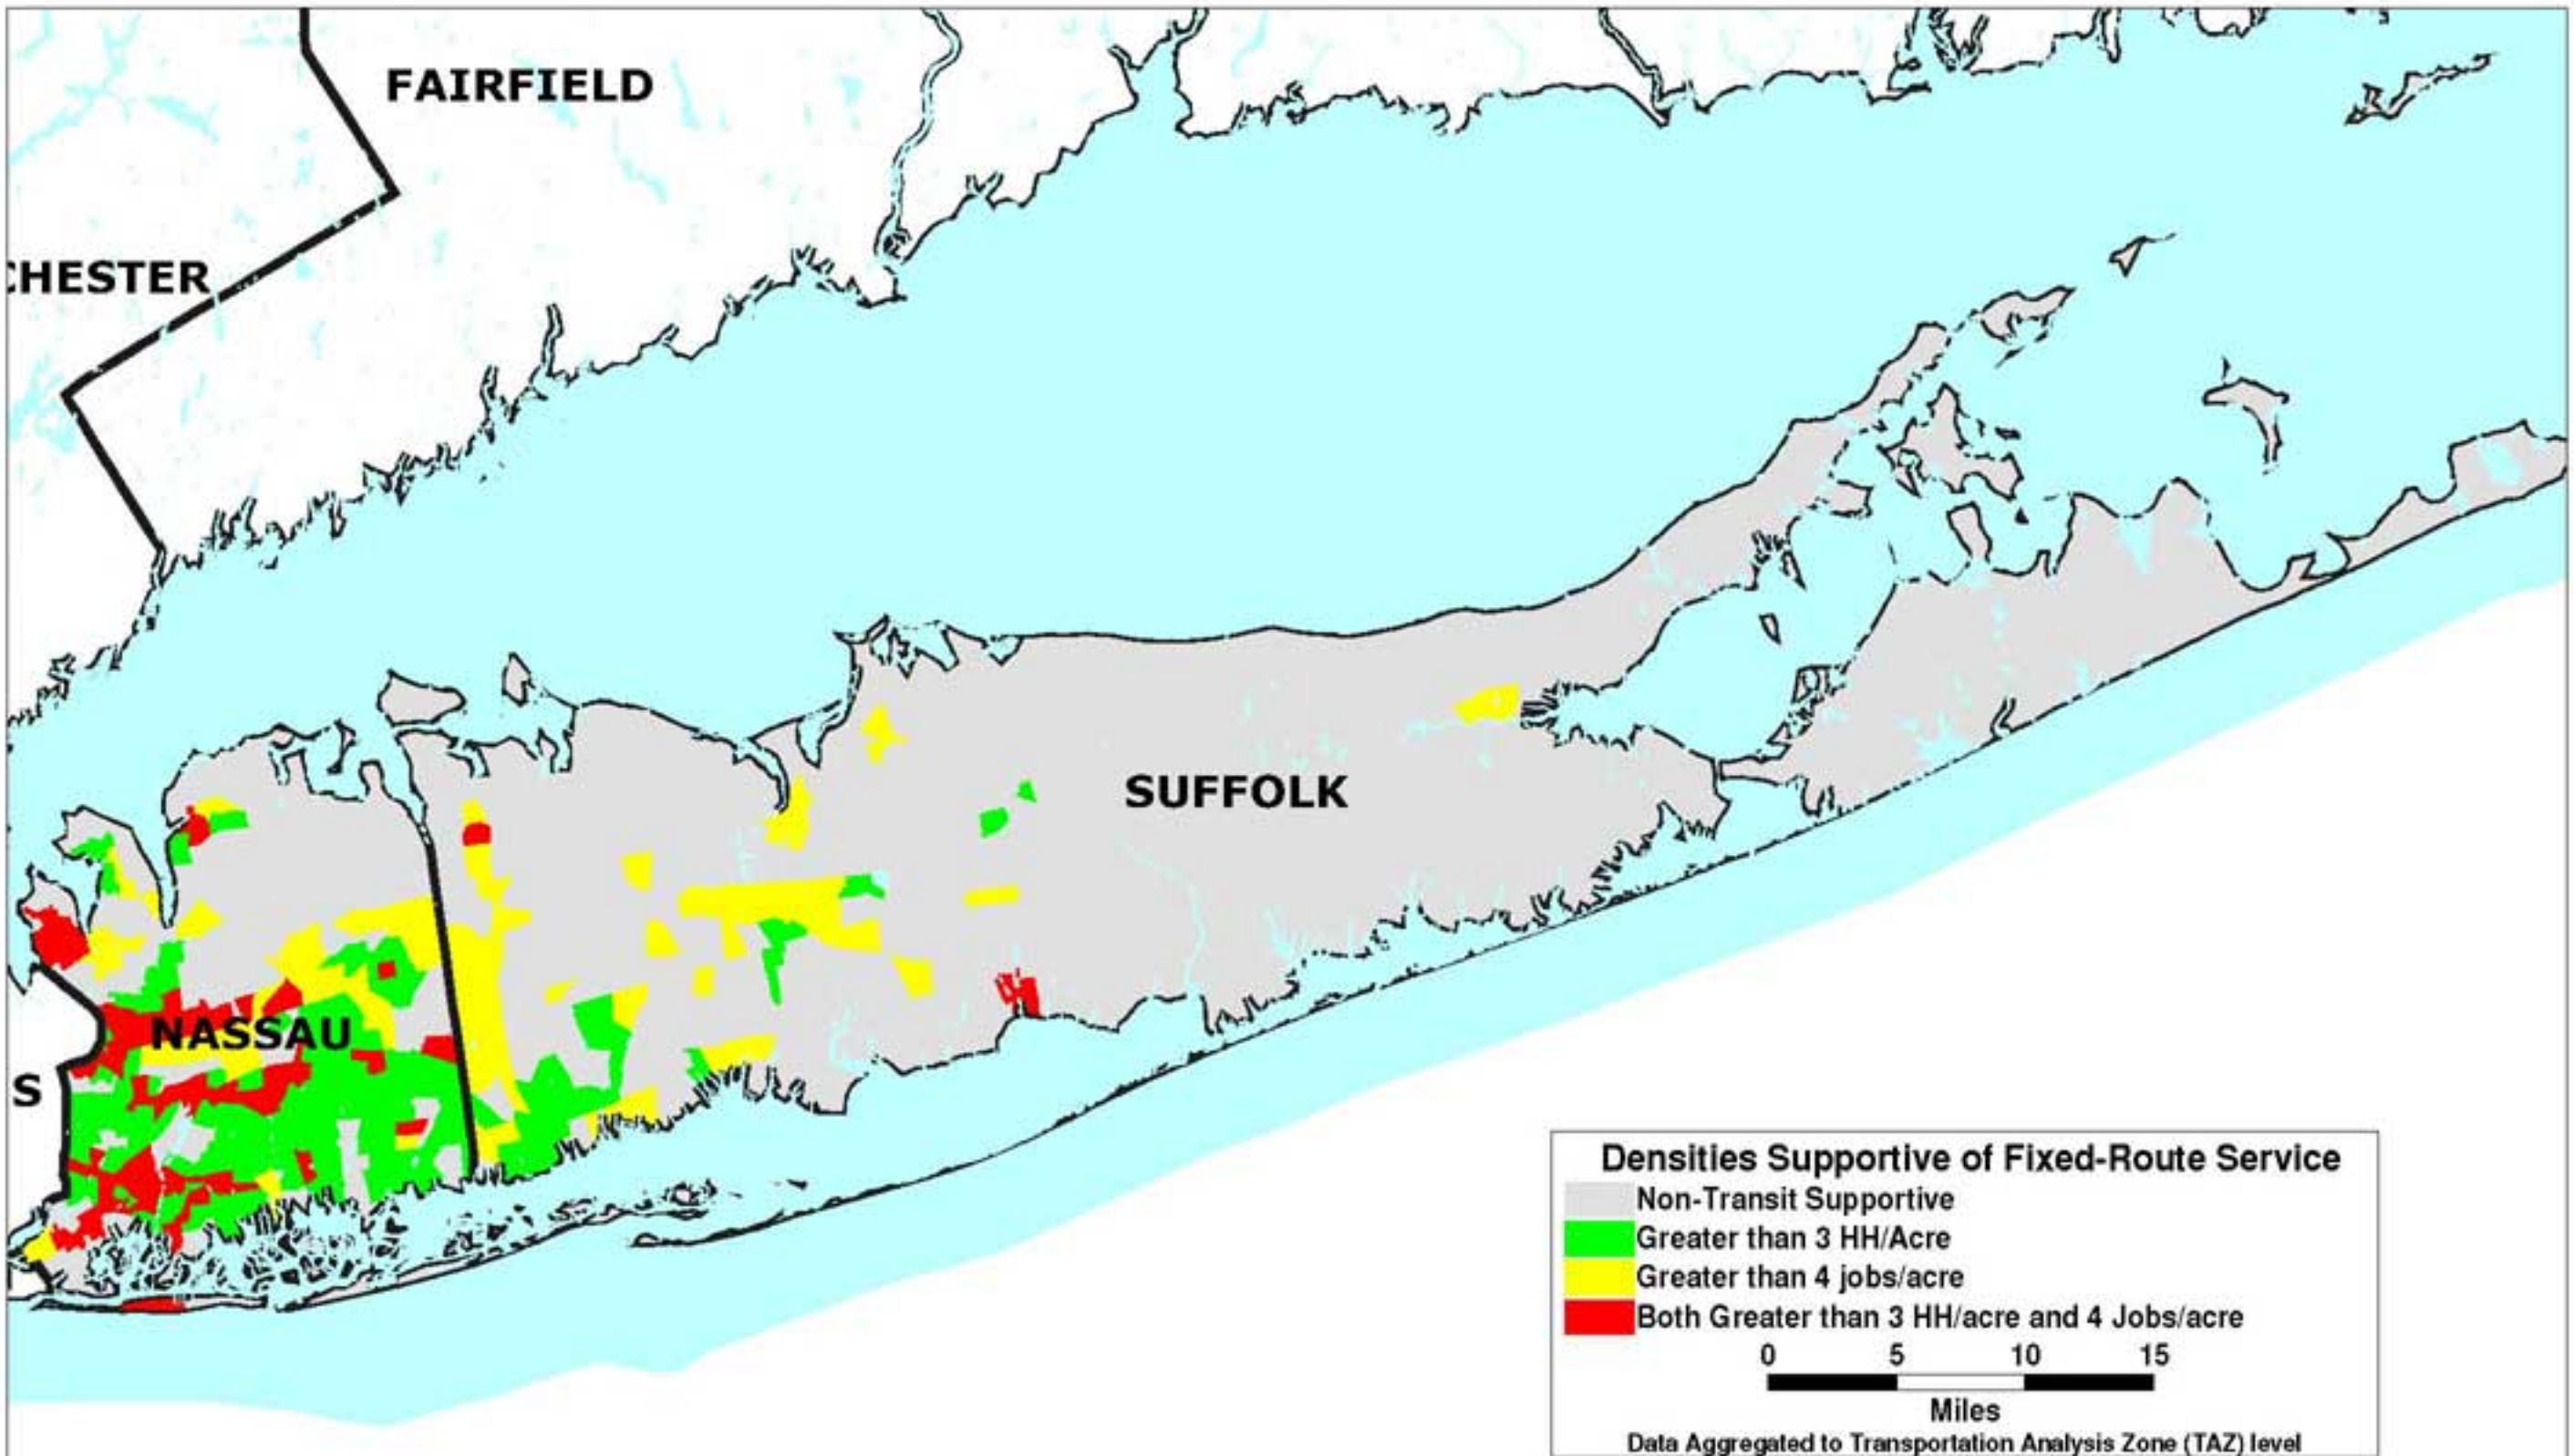 FAIRFIELD
CHESTER
SUFFOLK
NASSAU
S
Densities Supportive of Fixed-Route Service
Non-Transit Supportive
Greater than 3 HH/Acre
Greater than 4 jobs/acre
Both Greater than 3 HH/acre and 4 Jobs/acre
0 5 10 15
Miles
Data Aggregated to Transportation Analysis Zone (TAZ) level